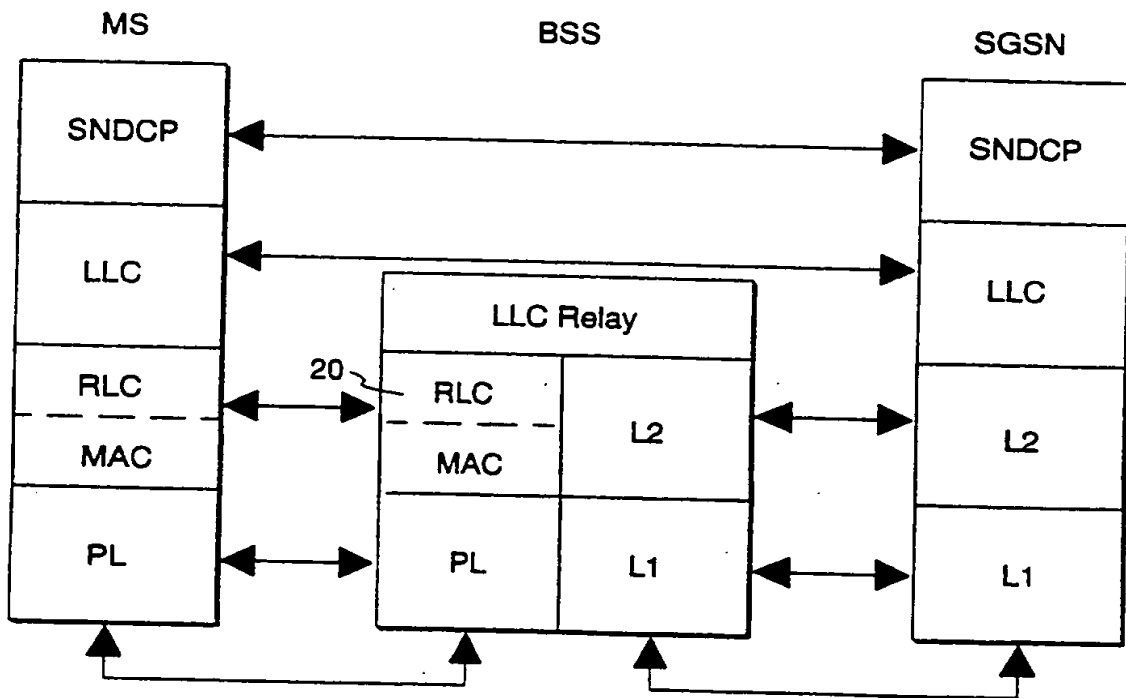 MS
BSS
SGSN
SNDCP
SNDCP
LLC
LLC
LLC Relay
RLC
20
RLC
L2
L2
MAC
MAC
PL
PL
L1
L1